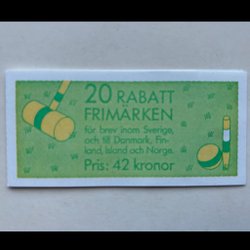 20 RABATT
FRIMÄRKEN
för brev inom Sverige,
och till Danmark, Fin-
land, Island och Norge.
Pris: 42 kronor